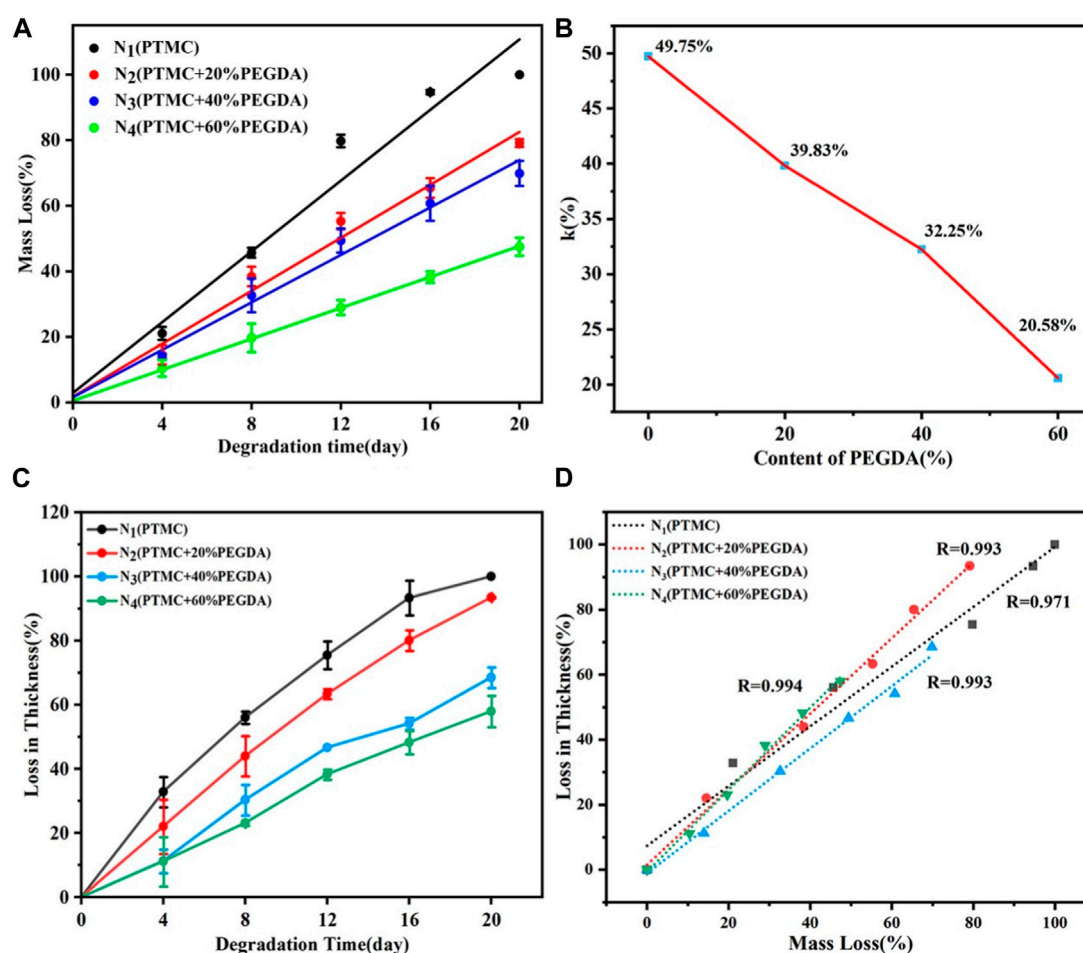 A
N1(PTMC)
N2(PTMC+20%PEGDA)
N3(PTMC+40%PEGDA)
N4(PTMC+60%PEGDA)
100
80
60
40
20
0
Mass Loss(%)
0 4 8 12 16 20
Degradation time(day)
B
49.75%
39.83%
32.25%
20.58%
50
45
40
35
30
25
20
k(%)
0 20 40 60
Content of PEGDA(%)
C
N1(PTMC)
N2(PTMC+20%PEGDA)
N3(PTMC+40%PEGDA)
N4(PTMC+60%PEGDA)
120
100
80
60
40
20
0
Loss in Thickness(%)
0 4 8 12 16 20
Degradation Time(day)
D
N1(PTMC)
N2(PTMC+20%PEGDA)
N3(PTMC+40%PEGDA)
N4(PTMC+60%PEGDA)
R=0.993
R=0.971
R=0.994
R=0.993
100
80
60
40
20
0
Loss in Thickness(%)
0 20 40 60 80 100
Mass Loss(%)